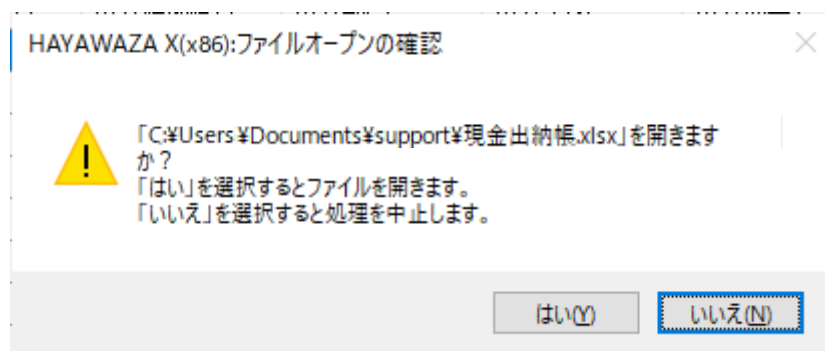 HAYAWAZA X(x86):ファイルオープンの確認
「C:¥Users¥Documents¥support¥現金出納帳.xlsx」を開きます
か?
「はい」を選択するとファイルを開きます。
「いいえ」を選択すると処理を中止します。
はい(Y)
いいえ(N)